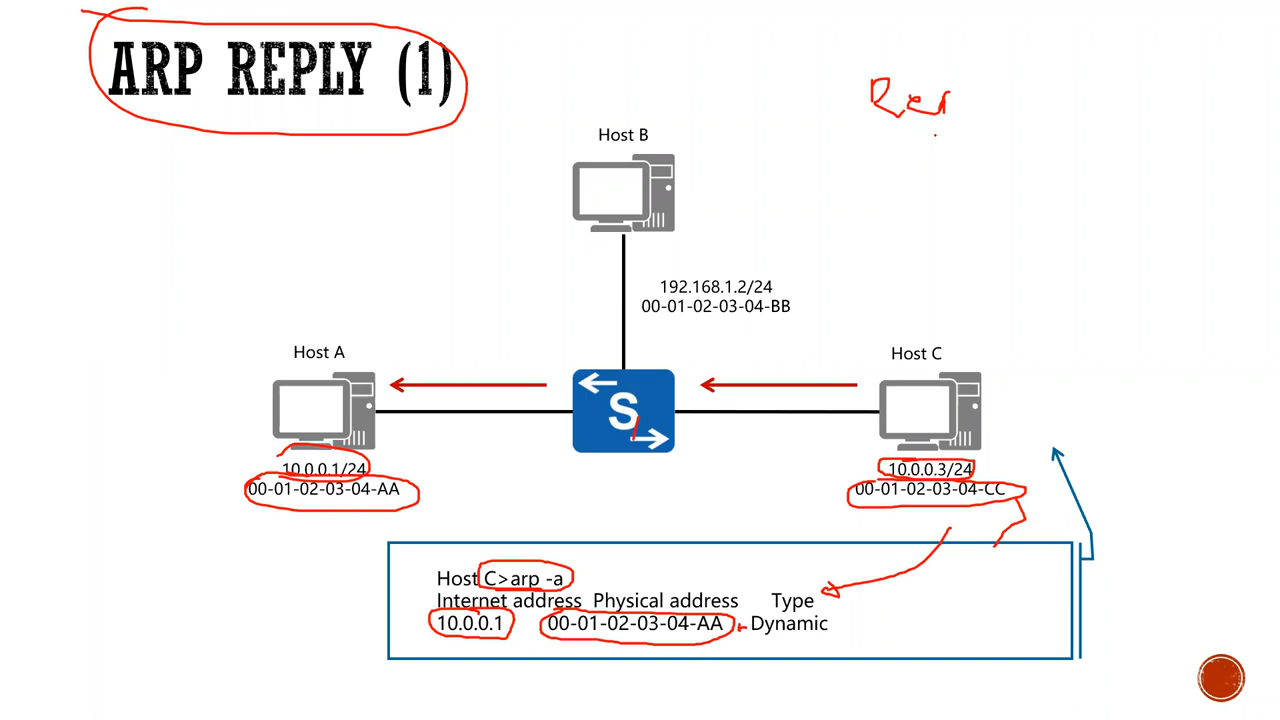 ARP REPLY (1)
Host B
192.168.1.2/24
00-01-02-03-04-BB
Host A
Host C
S
10.0.0.1/24
00-01-02-03-04-AA
10.0.0.3/24
00-01-02-03-04-CC
Host C>arp -a
Internet address Physical address Type
10.0.0.1 00-01-02-03-04-AA Dynamic